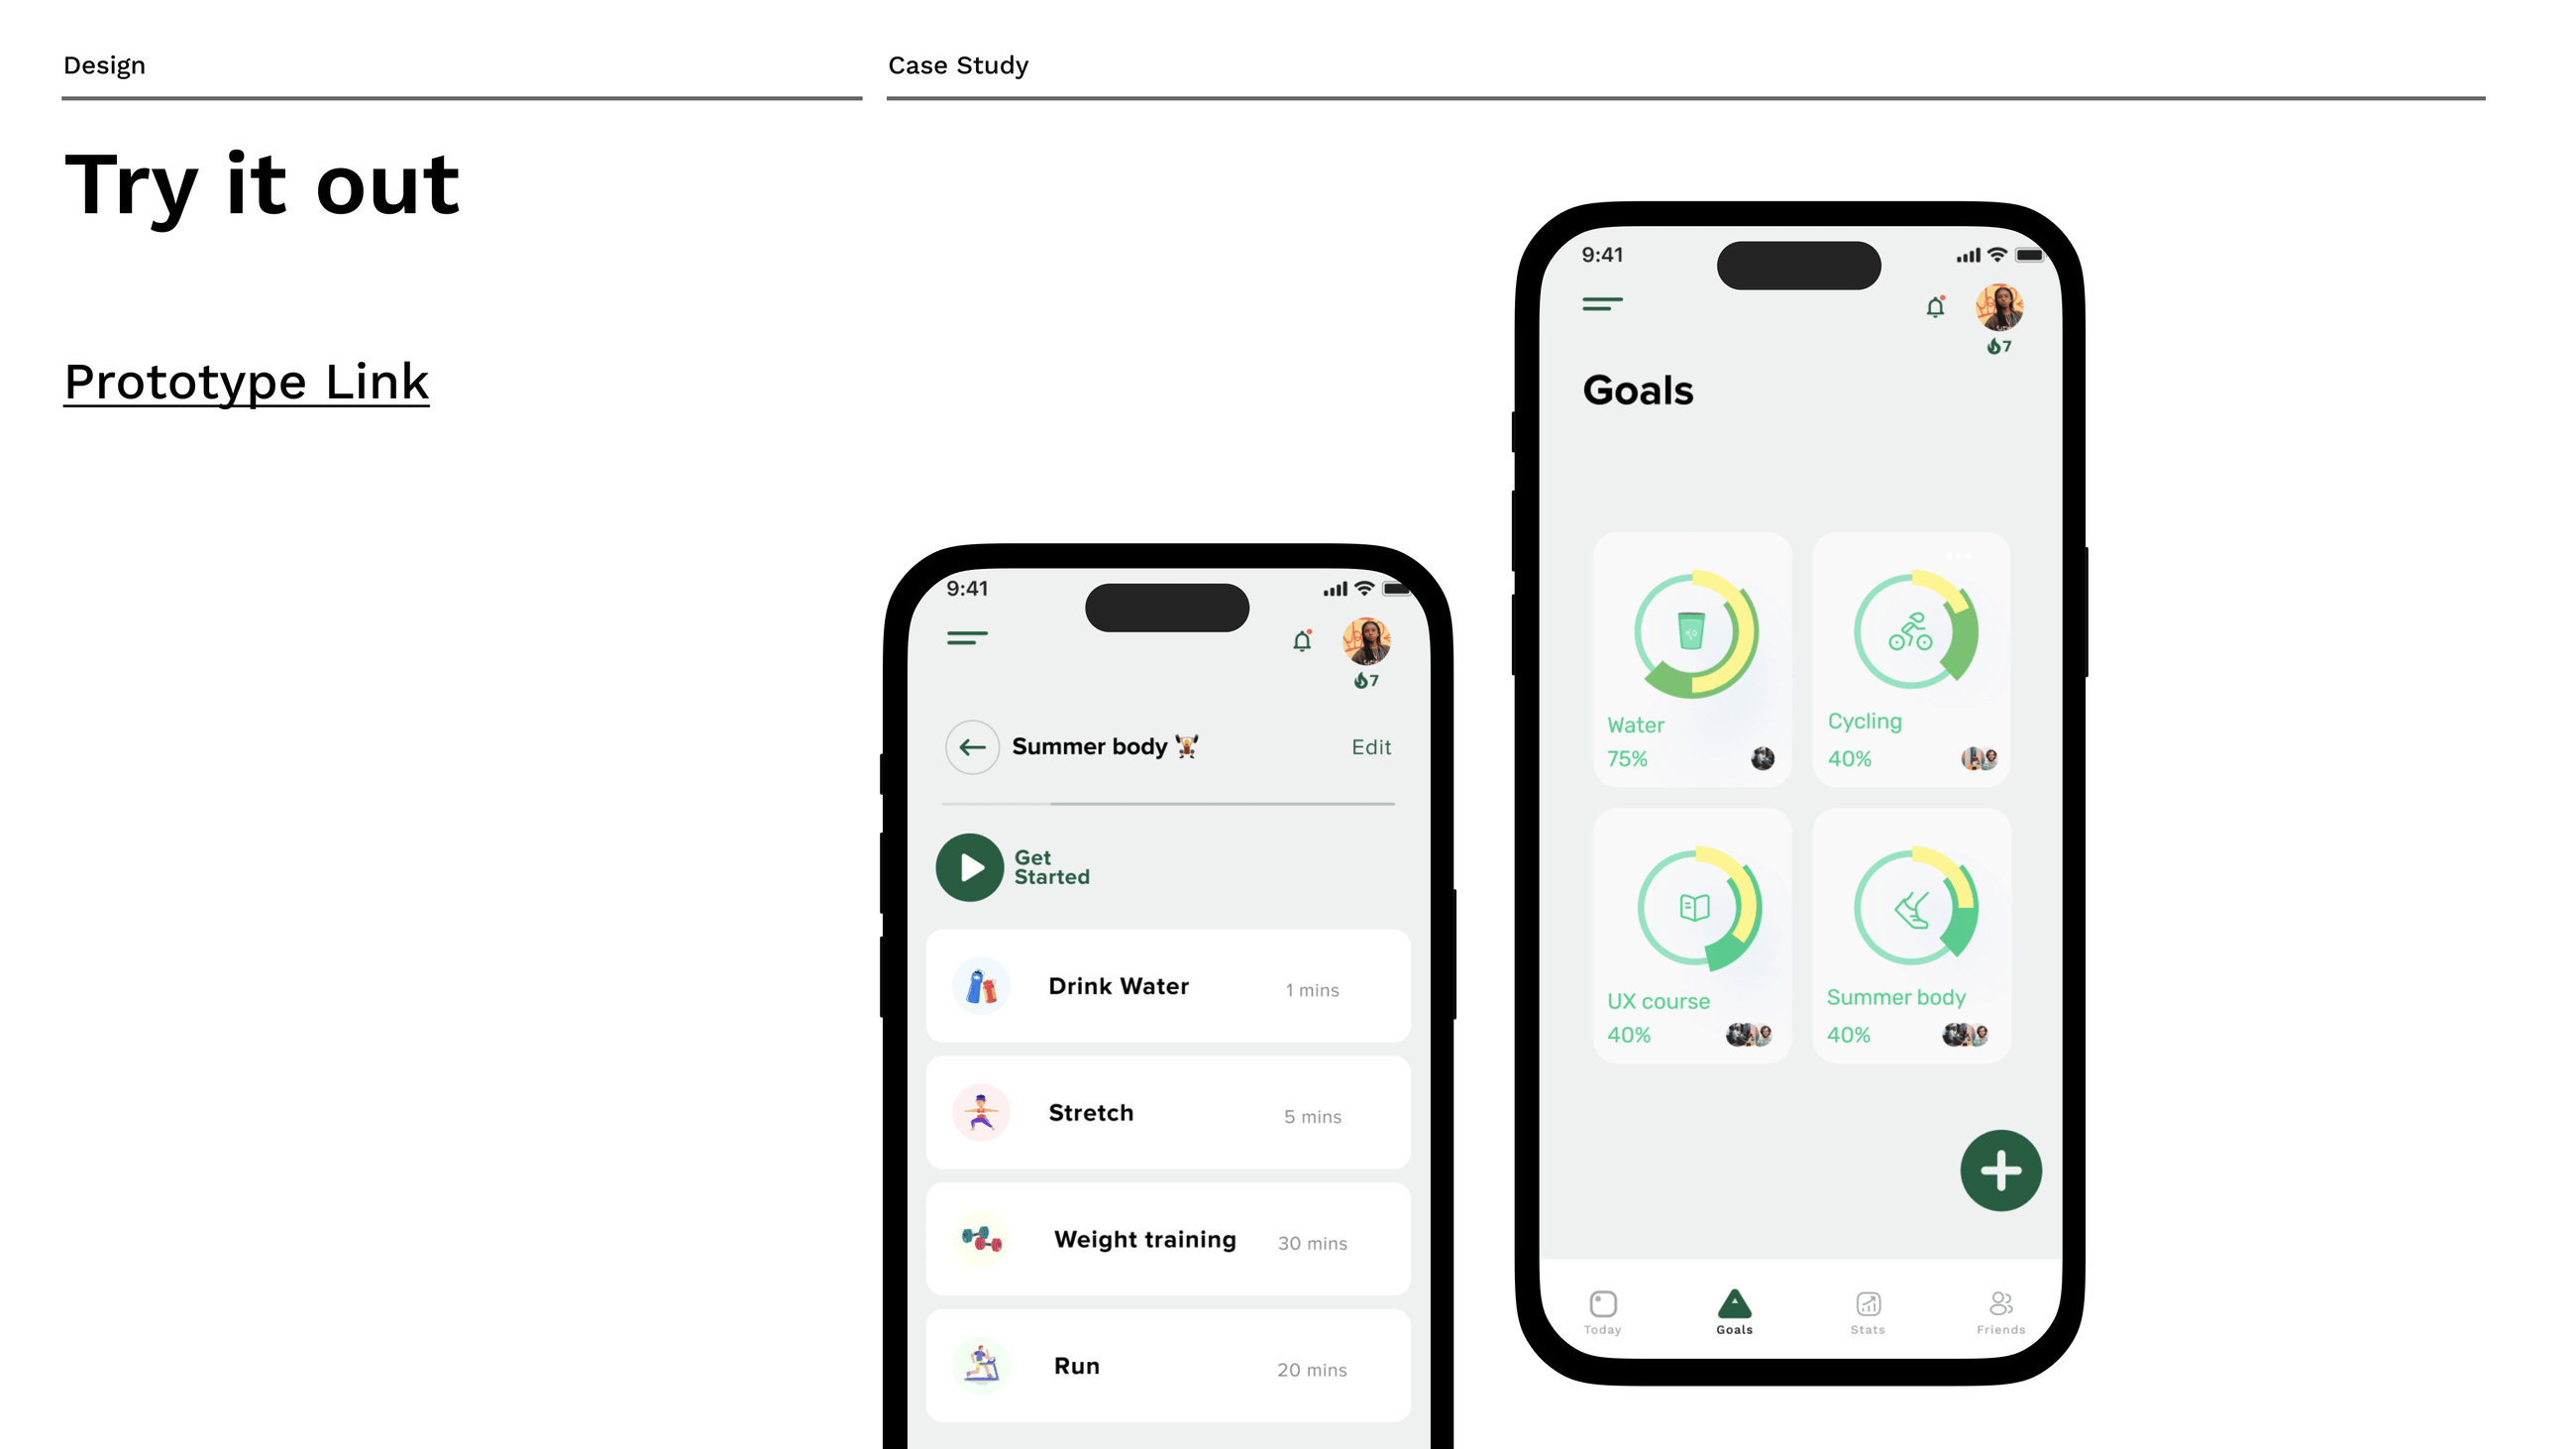 Design
Case Study
Try it out
Prototype Link
9:41
7
Summer body
Edit
Get
Started
Drink Water
1 mins
Stretch
5 mins
Weight training
30 mins
Run
20 mins
9:41
7
Goals
Water
75%
Cycling
40%
UX course
40%
Summer body
40%
Today
Goals
Stats
Friends